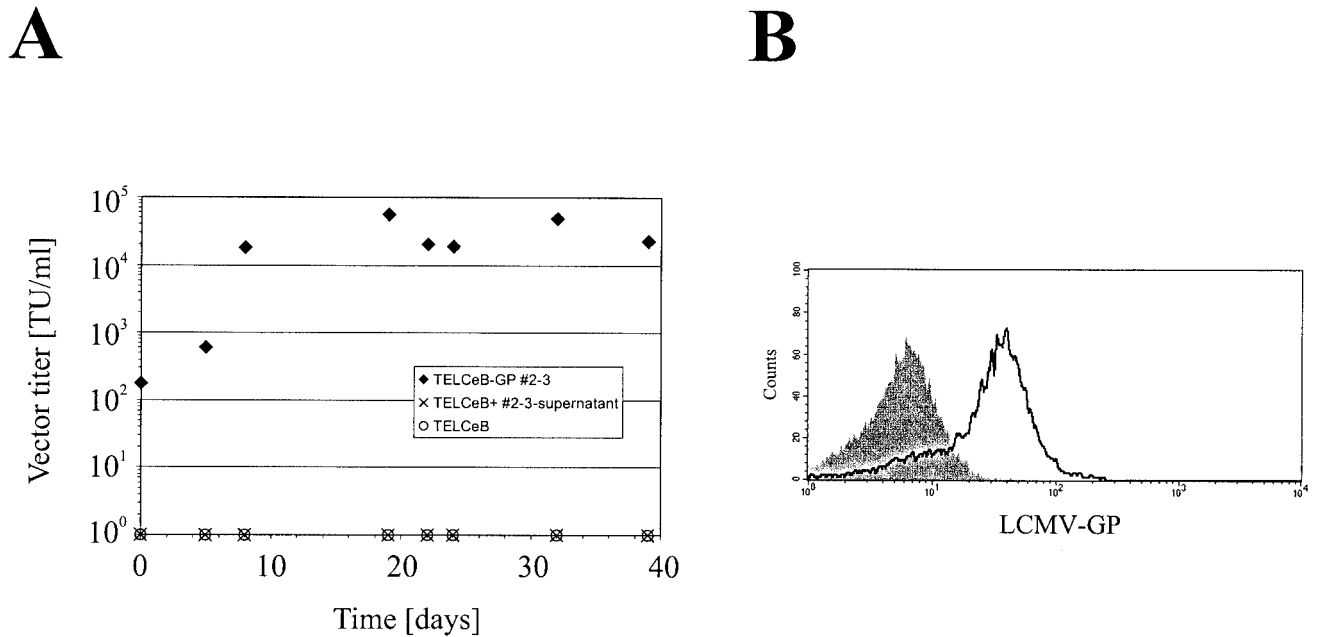 A
B
Vector titer [TU/ml]
10^5
10^4
10^3
10^2
10^1
10^0
TELCeB-GP #2-3
TELCeB+ #2-3-supernatant
TELCeB
0
10
20
30
40
Time [days]
Counts
100
80
60
40
20
0
10^0
10^1
10^2
10^3
10^4
LCMV-GP